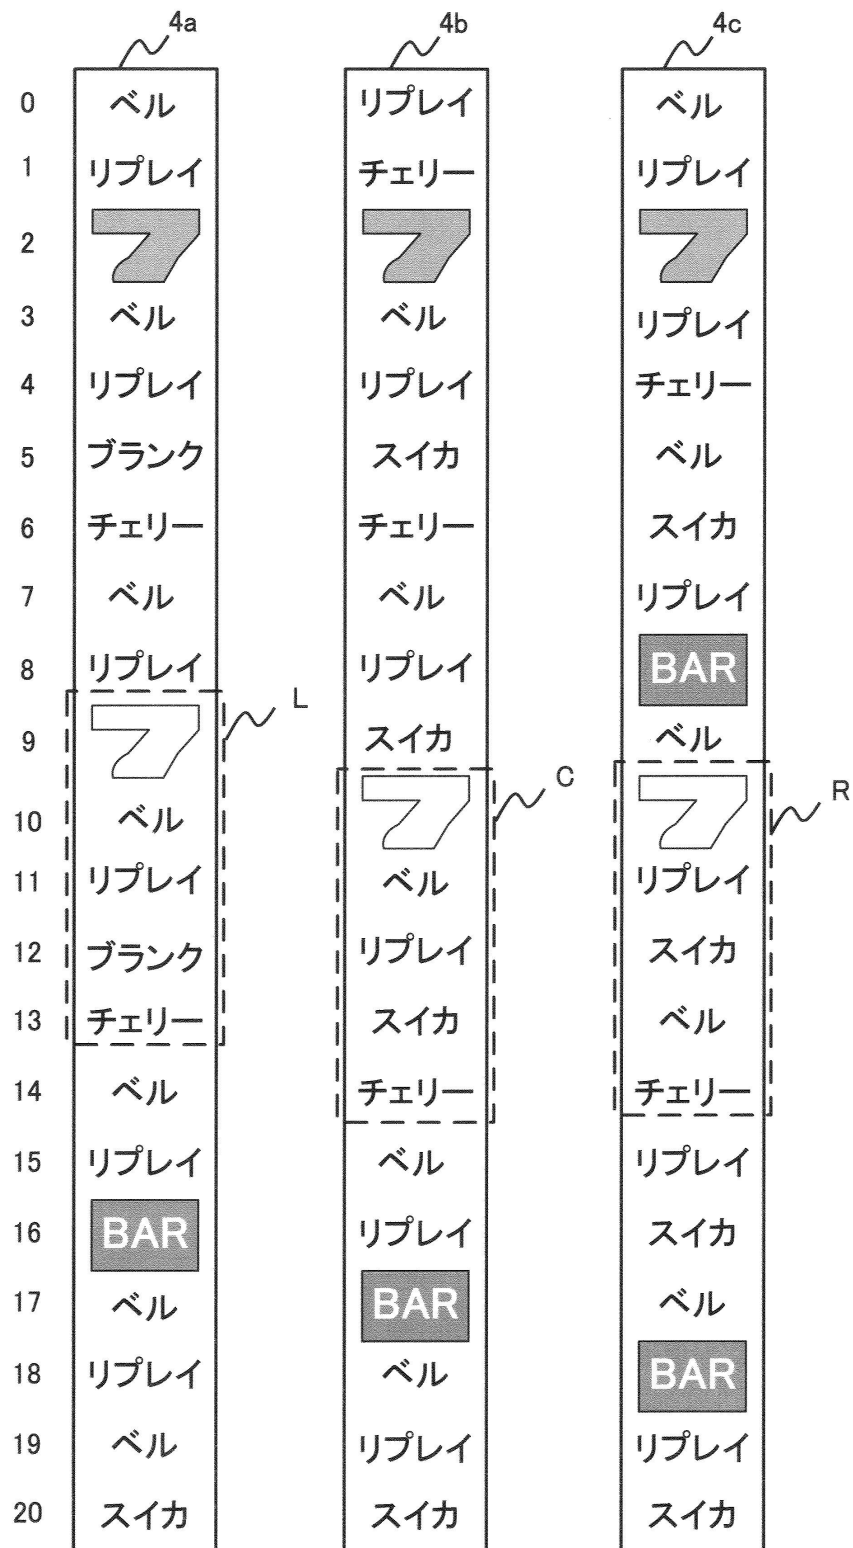 4a 4b 4c
0 ベル リプレイ ベル
1 リプレイ チェリー リプレイ
2 7 7 7
3 ベル ベル リプレイ
4 リプレイ リプレイ チェリー
5 ブランク スイカ ベル
6 チェリー チェリー スイカ
7 ベル ベル リプレイ
8 リプレイ リプレイ BAR
L
9 7 スイカ ベル
C
R
10 ベル 7 7
11 リプレイ ベル リプレイ
12 ブランク リプレイ スイカ
13 チェリー スイカ ベル
14 ベル チェリー チェリー
15 リプレイ ベル リプレイ
16 BAR リプレイ スイカ
17 ベル BAR ベル
18 リプレイ ベル BAR
19 ベル リプレイ リプレイ
20 スイカ スイカ スイカ